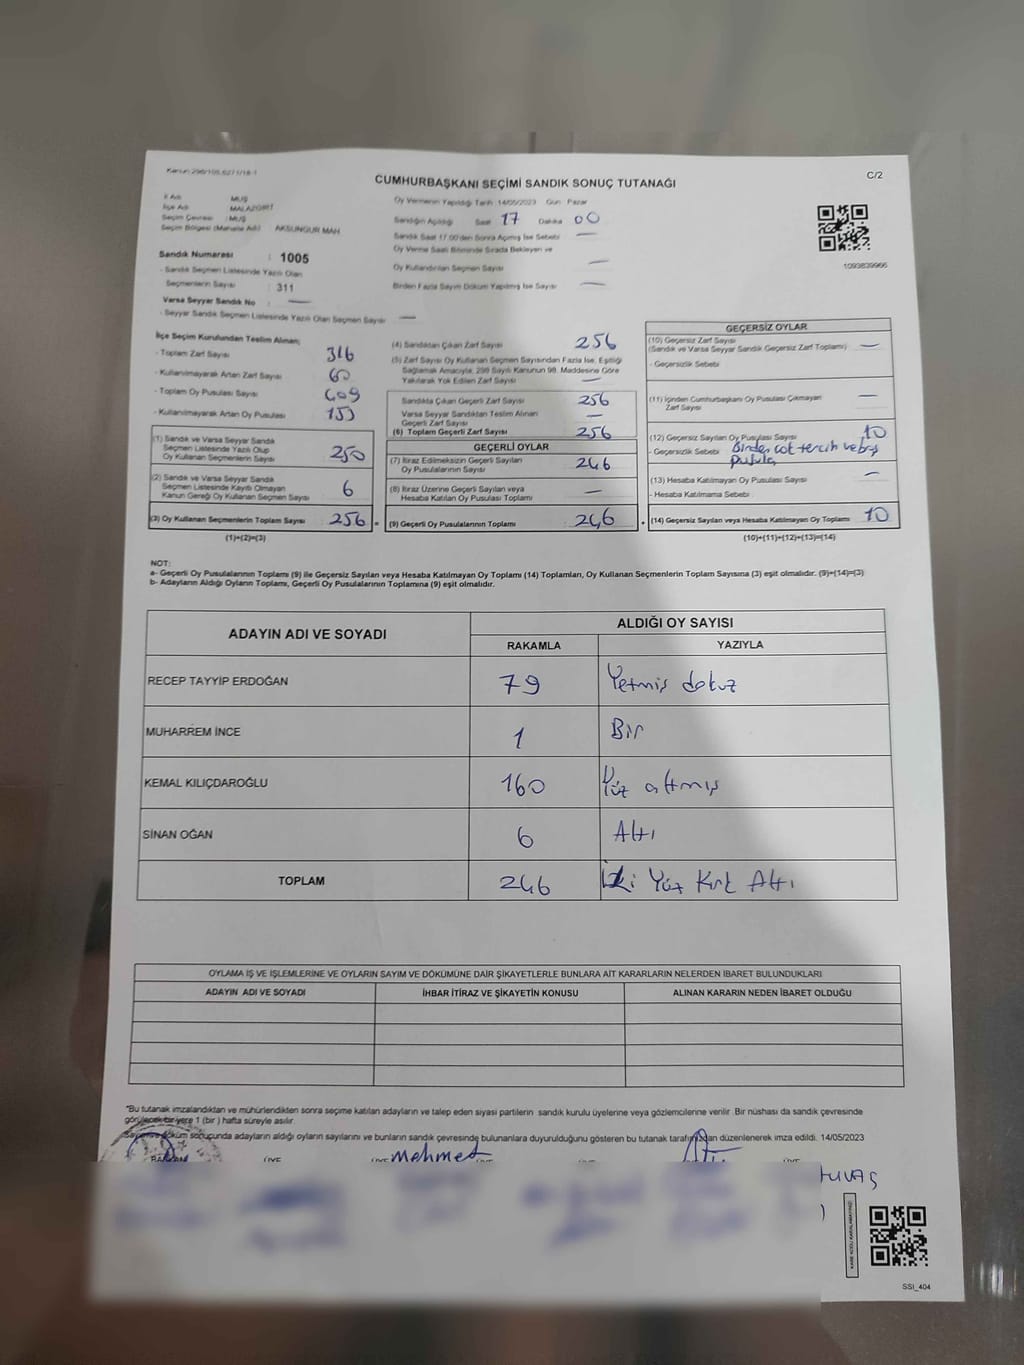 Kanun:298/105,6271/18-1
C/2
CUMHURBAŞKANI SEÇİMİ SANDIK SONUÇ TUTANAĞI
İl Adı : MUŞ
İlçe Adı : MALAZGİRT
Seçim Çevresi : MUŞ
Seçim Bölgesi (Mahalle Adı) : AKSUNGUR MAH.
Sandık Numarası : 1005
- Sandık Seçmen Listesinde Yazılı Olan
Seçmenlerin Sayısı : 311
Varsa Seyyar Sandık No : —
- Seyyar Sandık Seçmen Listesinde Yazılı Olan Seçmen Sayısı —
Oy Vermenin Yapıldığı Tarih 14/05/2023 Gün Pazar
Sandığın Açıldığı Saat 17 Dakika 00
Sandık Saat 17.00'den Sonra Açılmış İse Sebebi —
Oy Verme Saati Bitiminde Sırada Bekleyen ve
Oy Kullandırılan Seçmen Sayısı —
Birden Fazla Sayım Döküm Yapılmış İse Sayısı —
1093839966
İlçe Seçim Kurulundan Teslim Alınan;
- Toplam Zarf Sayısı 316
- Kullanılmayarak Artan Zarf Sayısı 60
- Toplam Oy Pusulası Sayısı 409
- Kullanılmayarak Artan Oy Pusulası 153
(1) Sandık ve Varsa Seyyar Sandık
Seçmen Listesinde Yazılı Olup
Oy Kullanan Seçmenlerin Sayısı 250
(2) Sandık ve Varsa Seyyar Sandık
Seçmen Listesinde Kayıtlı Olmayan
Kanun Gereği Oy Kullanan Seçmen Sayısı 6
(3) Oy Kullanan Seçmenlerin Toplam Sayısı 256 =
(1)+(2)=(3)
(4) Sandıktan Çıkan Zarf Sayısı 256
(5) Zarf Sayısı Oy Kullanan Seçmen Sayısından Fazla İse, Eşitliği
Sağlamak Amacıyla, 298 Sayılı Kanunun 98. Maddesine Göre
Yakılarak Yok Edilen Zarf Sayısı —
Sandıkta Çıkan Geçerli Zarf Sayısı 256
Varsa Seyyar Sandıktan Teslim Alınan
Geçerli Zarf Sayısı —
(6) Toplam Geçerli Zarf Sayısı 256
GEÇERLİ OYLAR
(7) İtiraz Edilmeksizin Geçerli Sayılan
Oy Pusulalarının Sayısı 246
(8) İtiraz Üzerine Geçerli Sayılan veya
Hesaba Katılan Oy Pusulası Toplamı —
(9) Geçerli Oy Pusulalarının Toplamı 246 +
GEÇERSİZ OYLAR
(10) Geçersiz Zarf Sayısı
(Sandık ve Varsa Seyyar Sandık Geçersiz Zarf Toplamı) —
- Geçersizlik Sebebi
(11) İçinden Cumhurbaşkanı Oy Pusulası Çıkmayan
Zarf Sayısı —
(12) Geçersiz Sayılan Oy Pusulası Sayısı 10
- Geçersizlik Sebebi Birden çok tercih ve boş
pusula
(13) Hesaba Katılmayan Oy Pusulası Sayısı —
- Hesaba Katılmama Sebebi
(14) Geçersiz Sayılan veya Hesaba Katılmayan Oy Toplamı 10
(10)+(11)+(12)+(13)=(14)
NOT:
a- Geçerli Oy Pusulalarının Toplamı (9) ile Geçersiz Sayılan veya Hesaba Katılmayan Oy Toplamı (14) Toplamları, Oy Kullanan Seçmenlerin Toplam Sayısına (3) eşit olmalıdır. (9)+(14)=(3)
b- Adayların Aldığı Oyların Toplamı, Geçerli Oy Pusulalarının Toplamına (9) eşit olmalıdır.
ADAYIN ADI VE SOYADI
ALDIĞI OY SAYISI
RAKAMLA YAZIYLA
RECEP TAYYİP ERDOĞAN 79 Yetmiş dokuz
MUHARREM İNCE 1 Bir
KEMAL KILIÇDAROĞLU 160 Yüz altmış
SİNAN OĞAN 6 Altı
TOPLAM 246 İki Yüz Kırk Altı
OYLAMA İŞ VE İŞLEMLERİNE VE OYLARIN SAYIM VE DÖKÜMÜNE DAİR ŞİKAYETLERLE BUNLARA AİT KARARLARIN NELERDEN İBARET BULUNDUKLARI
ADAYIN ADI VE SOYADI İHBAR İTİRAZ VE ŞİKAYETİN KONUSU ALINAN KARARIN NEDEN İBARET OLDUĞU
*Bu tutanak imzalandıktan ve mühürlendikten sonra seçime katılan adayların ve talep eden siyasi partilerin sandık kurulu üyelerine veya gözlemcilerine verilir. Bir nüshası da sandık çevresinde
görülecek bir yere 1 (bir) hafta süreyle asılır.
Sayım ve döküm sonucunda adayların aldığı oyların sayılarını ve bunların sandık çevresinde bulunanlara duyurulduğunu gösteren bu tutanak tarafımızdan düzenlenerek imza edildi. 14/05/2023
BAŞKAN ÜYE ÜYE Mehmet ÜYE
KARE KODU KARALAMAYINIZ!
SSI_404